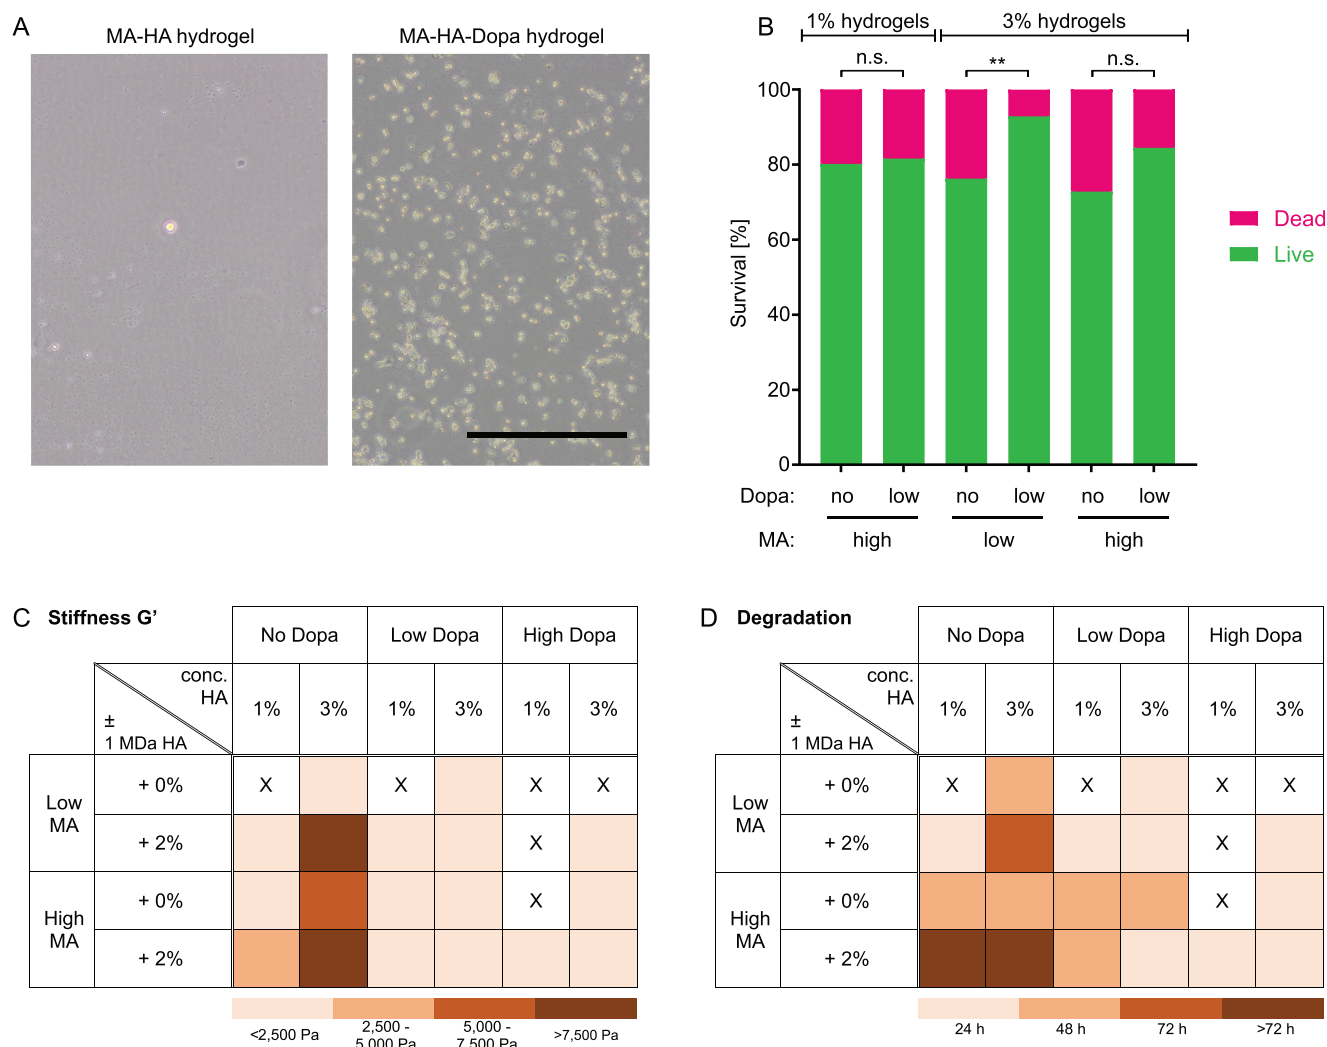 A
MA-HA hydrogel
MA-HA-Dopa hydrogel
B
1% hydrogels
3% hydrogels
n.s.
**
n.s.
100
80
60
40
20
0
Survival [%]
Dead
Live
Dopa:
no
low
no
low
no
low
MA:
high
low
high
C
Stiffness G’
No Dopa
Low Dopa
High Dopa
conc.
HA
±
1 MDa HA
1%
3%
1%
3%
1%
3%
Low
MA
+ 0%
X
X
X
X
+ 2%
X
High
MA
+ 0%
X
+ 2%
<2,500 Pa
2,500 -
5,000 Pa
5,000 -
7,500 Pa
>7,500 Pa
D
Degradation
No Dopa
Low Dopa
High Dopa
conc.
HA
±
1 MDa HA
1%
3%
1%
3%
1%
3%
Low
MA
+ 0%
X
X
X
X
+ 2%
X
High
MA
+ 0%
X
+ 2%
24 h
48 h
72 h
>72 h